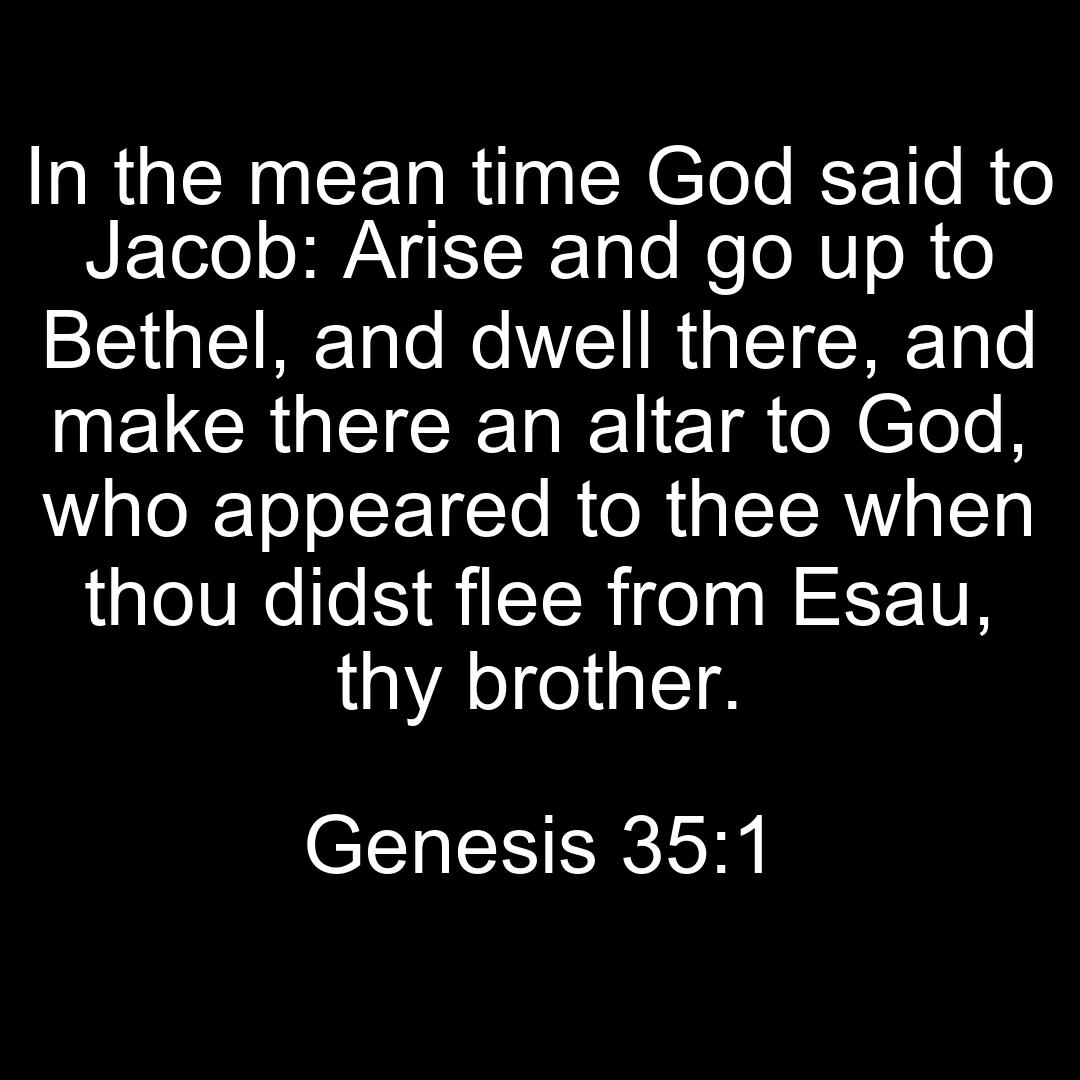 In the mean time God said to
Jacob: Arise and go up to
Bethel, and dwell there, and
make there an altar to God,
who appeared to thee when
thou didst flee from Esau,
thy brother.
Genesis 35:1